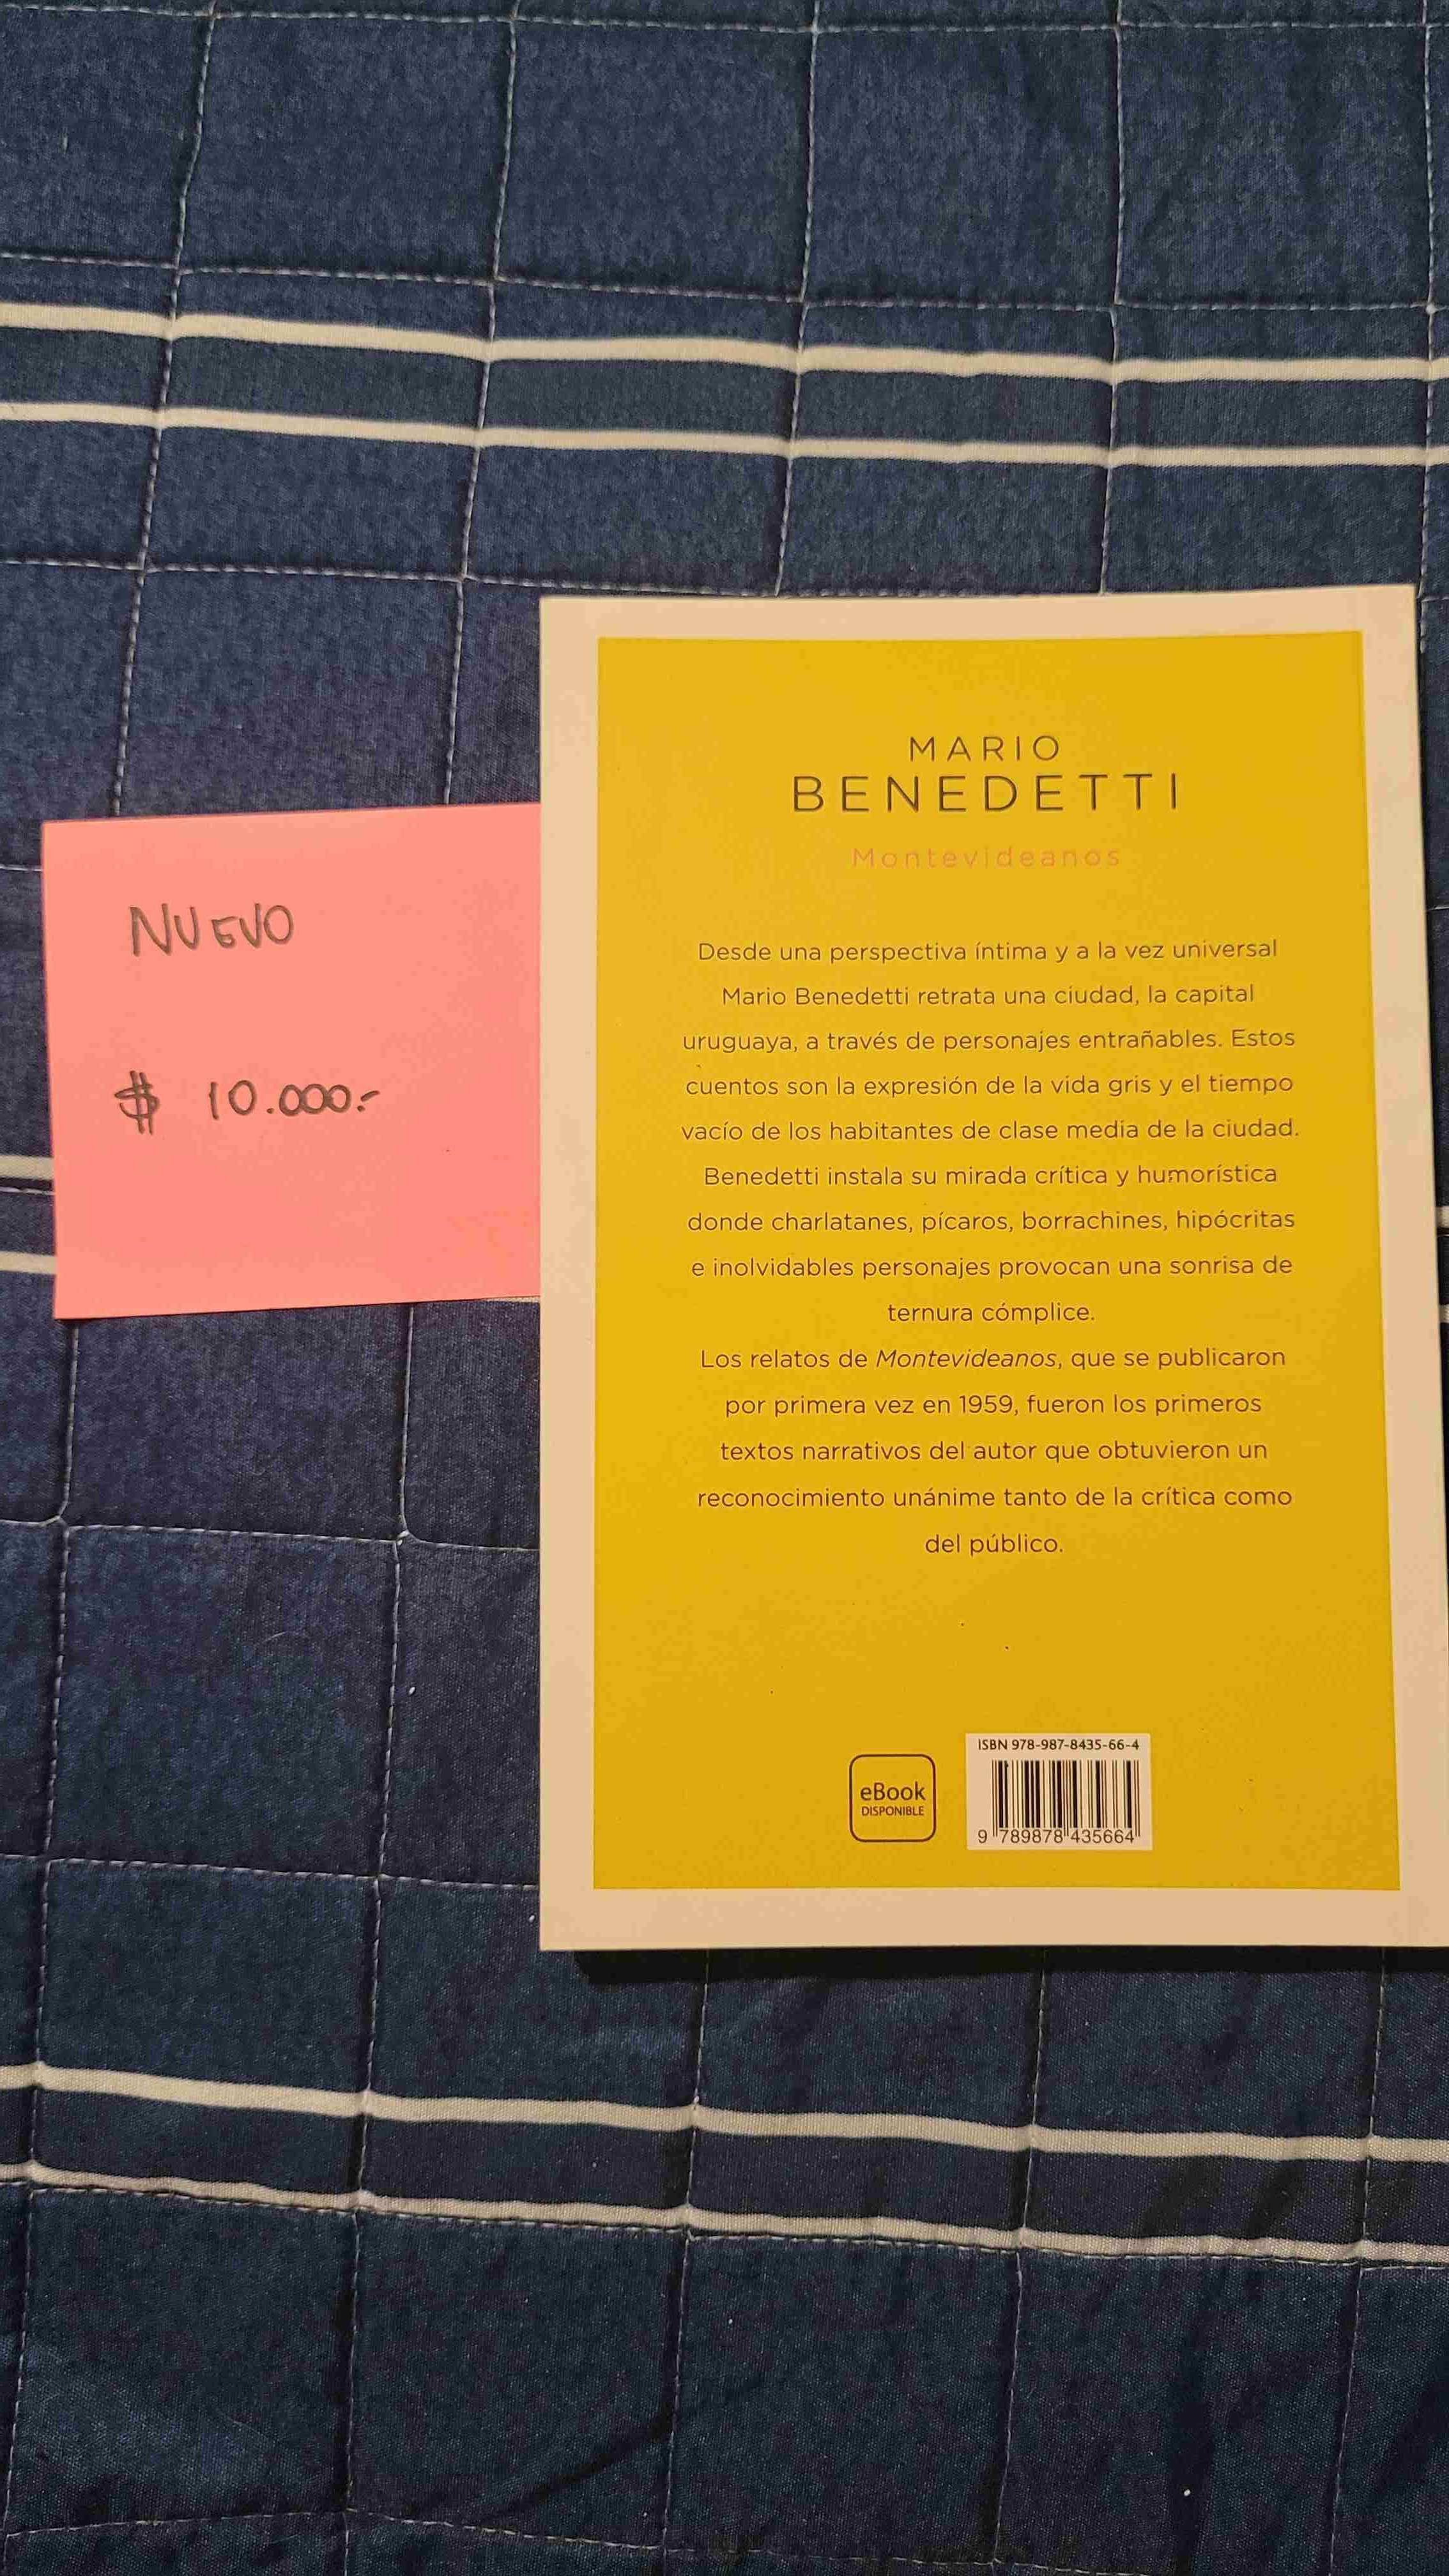 NUEVO
$ 10.000.-
MARIO
BENEDETTI
Montevideanos
Desde una perspectiva íntima y a la vez universal
Mario Benedetti retrata una ciudad, la capital
uruguaya, a través de personajes entrañables. Estos
cuentos son la expresión de la vida gris y el tiempo
vacío de los habitantes de clase media de la ciudad.
Benedetti instala su mirada crítica y humorística
donde charlatanes, pícaros, borrachines, hipócritas
e inolvidables personajes provocan una sonrisa de
ternura cómplice.
Los relatos de Montevideanos, que se publicaron
por primera vez en 1959, fueron los primeros
textos narrativos del autor que obtuvieron un
reconocimiento unánime tanto de la crítica como
del público.
eBook
DISPONIBLE
ISBN 978-987-8435-66-4
9 789878 435664